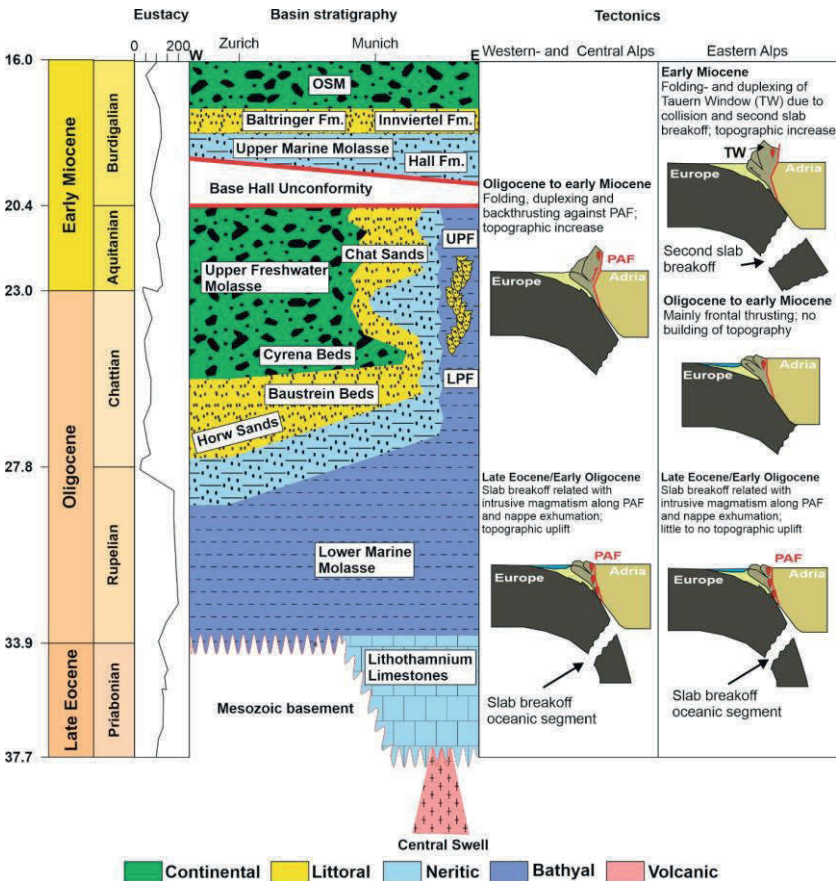 Eustacy
Basin stratigraphy
Tectonics
0 200
W
Zurich
Munich
E
Western- and Central Alps
Eastern Alps
16.0
20.4
23.0
27.8
33.9
37.7
Early Miocene
Oligocene
Late Eocene
Burdigalian
Aquitanian
Chattian
Rupelian
Priabonian
OSM
Baltringer Fm.
Innviertel Fm.
Upper Marine Molasse
Hall Fm.
Base Hall Unconformity
UPF
Chat Sands
Upper Freshwater
Molasse
Cyrena Beds
LPF
Baustrein Beds
Horw Sands
Lower Marine
Molasse
Lithothamnium
Limestones
Mesozoic basement
Central Swell
Oligocene to early Miocene
Folding, duplexing and
backthrusting against PAF;
topographic increase
PAF
Europe
Adria
Late Eocene/Early Oligocene
Slab breakoff related with
intrusive magmatism along PAF
and nappe exhumation;
topographic uplift
PAF
Europe
Adria
Slab breakoff
oceanic segment
Early Miocene
Folding- and duplexing of
Tauern Window (TW) due to
collision and second slab
breakoff; topographic increase
TW
Europe
Adria
Second slab
breakoff
Oligocene to early Miocene
Mainly frontal thrusting; no
building of topography
Europe
Adria
Late Eocene/Early Oligocene
Slab breakoff related with
intrusive magmatism along PAF
and nappe exhumation;
little to no topographic uplift
PAF
Europe
Adria
Slab breakoff
oceanic segment
Continental
Littoral
Neritic
Bathyal
Volcanic